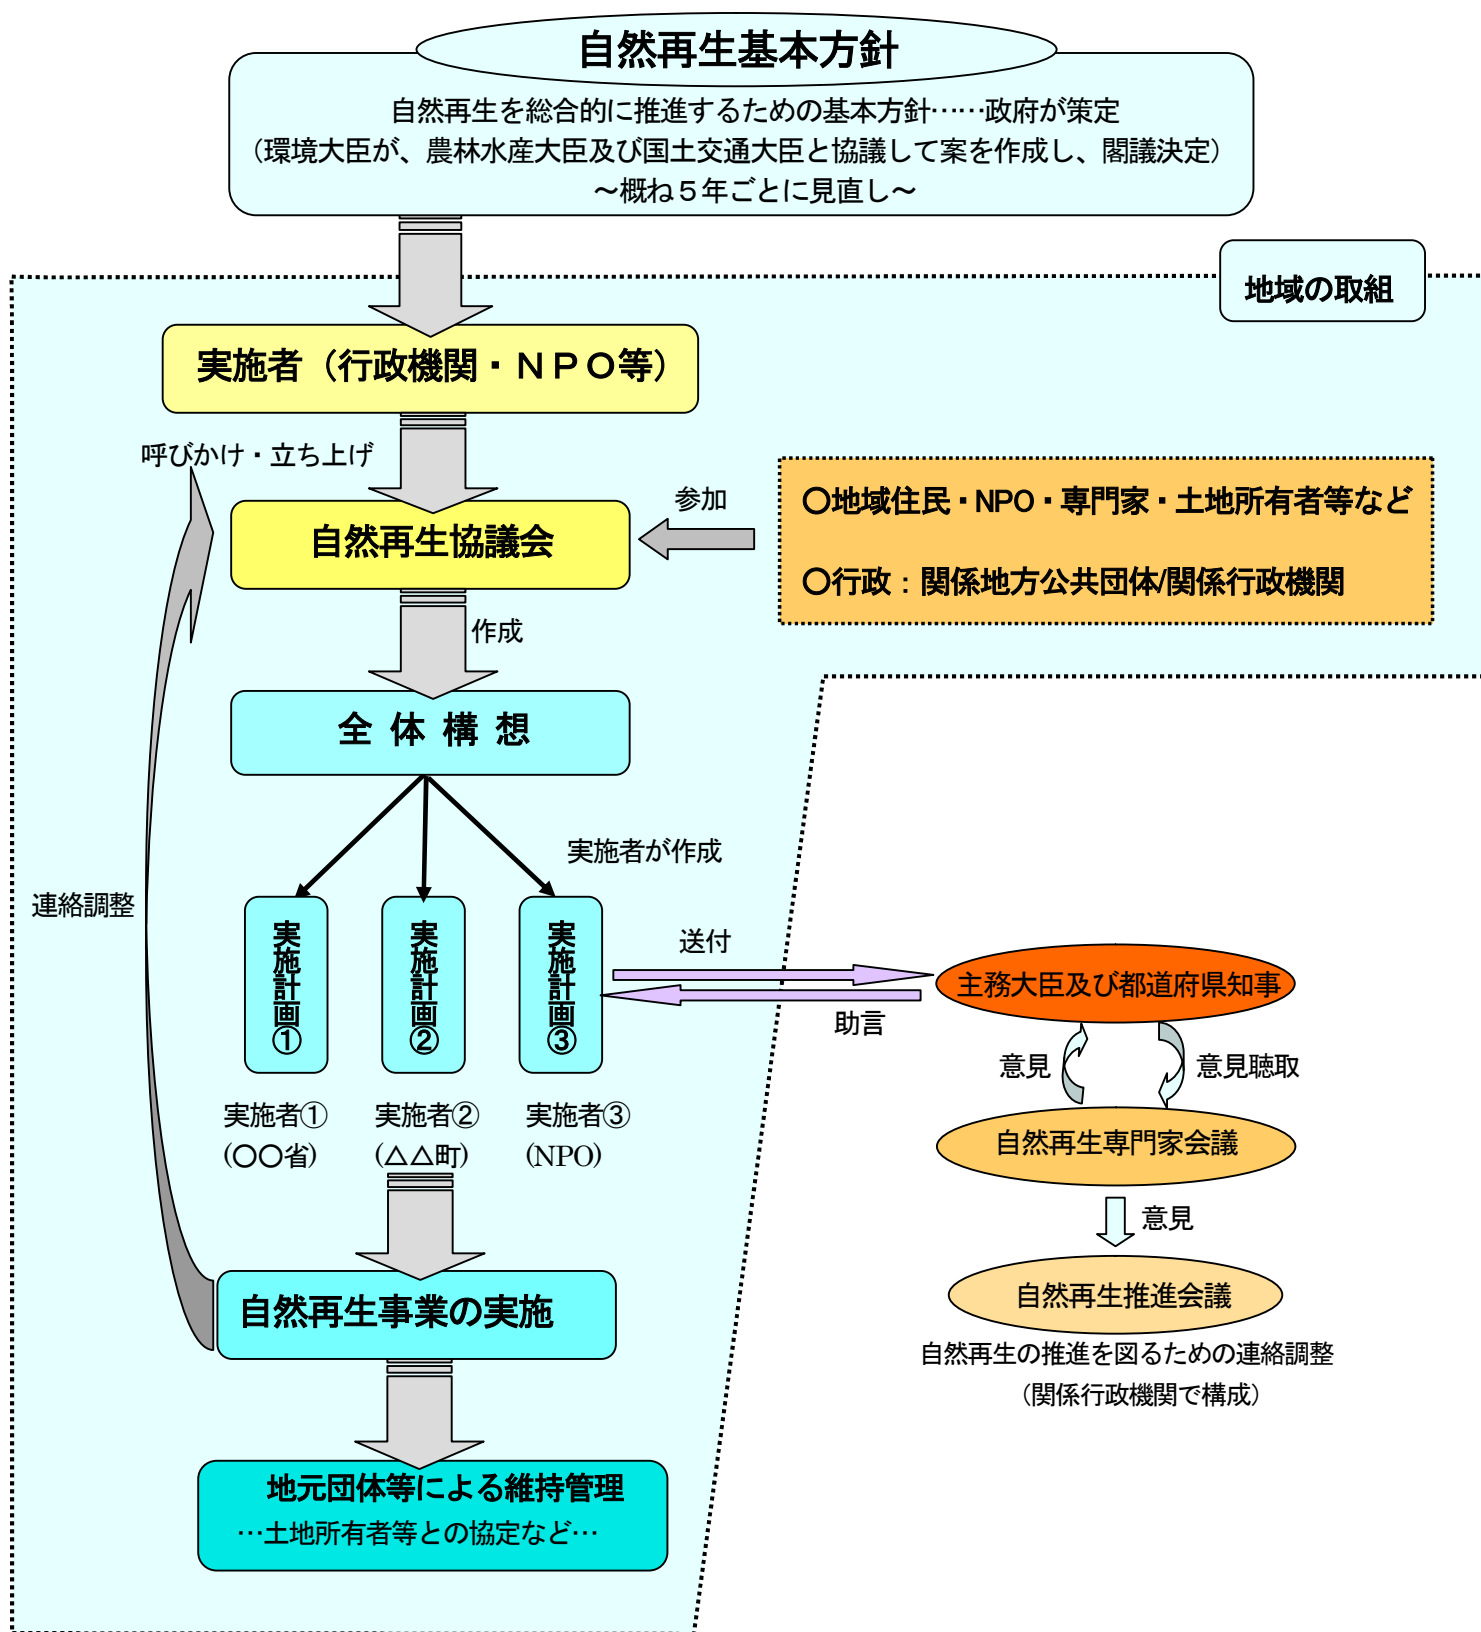 自然再生基本方針
自然再生を総合的に推進するための基本方針……政府が策定
（環境大臣が、農林水産大臣及び国土交通大臣と協議して案を作成し、閣議決定）
～概ね５年ごとに見直し～
地域の取組
実施者（行政機関・ＮＰＯ等）
呼びかけ・立ち上げ
自然再生協議会
参加
○地域住民・NPO・専門家・土地所有者等など
○行政：関係地方公共団体/関係行政機関
作成
全 体 構 想
実施者が作成
連絡調整
実施計画①
実施計画②
実施計画③
送付
助言
主務大臣及び都道府県知事
意見
意見聴取
実施者①
(○○省)
実施者②
(△△町)
実施者③
(NPO)
自然再生専門家会議
意見
自然再生推進会議
自然再生の推進を図るための連絡調整
（関係行政機関で構成）
自然再生事業の実施
地元団体等による維持管理
…土地所有者等との協定など…